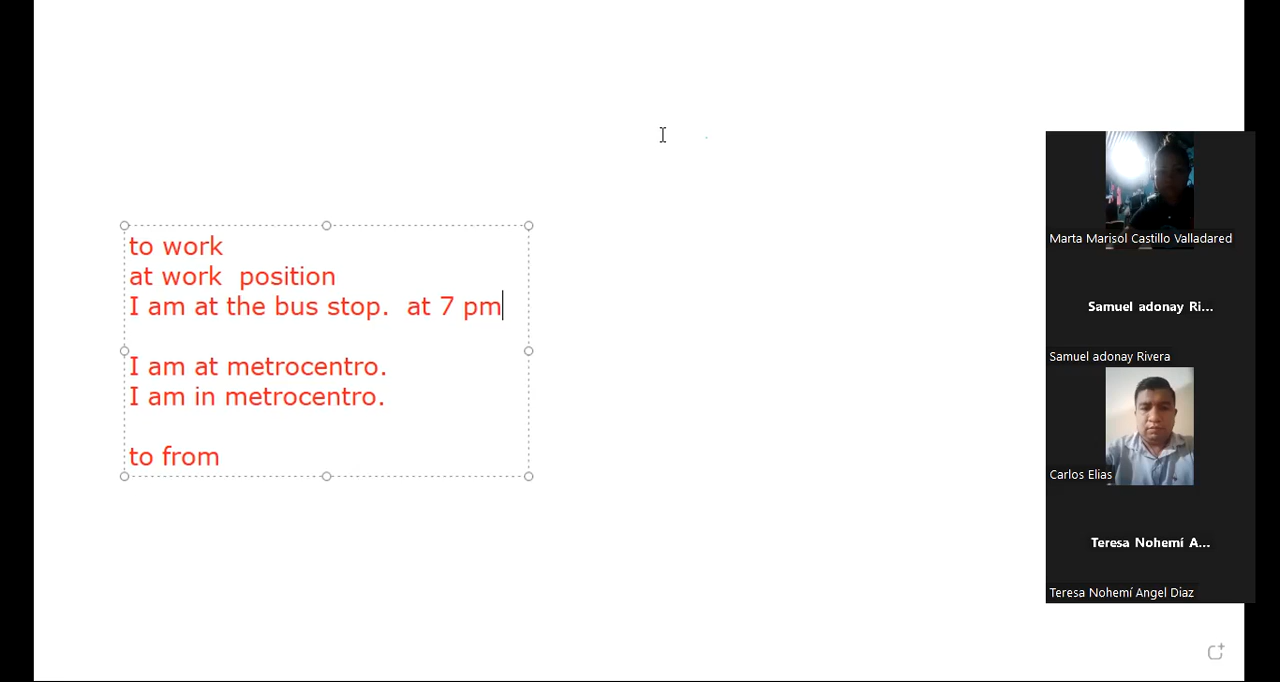 to work
at work position
I am at the bus stop. at 7 pm
I am at metrocentro.
I am in metrocentro.
to from
Marta Marisol Castillo Valladared
Samuel adonay Ri...
Samuel adonay Rivera
Carlos Elias
Teresa Nohemí A...
Teresa Nohemí Angel Diaz